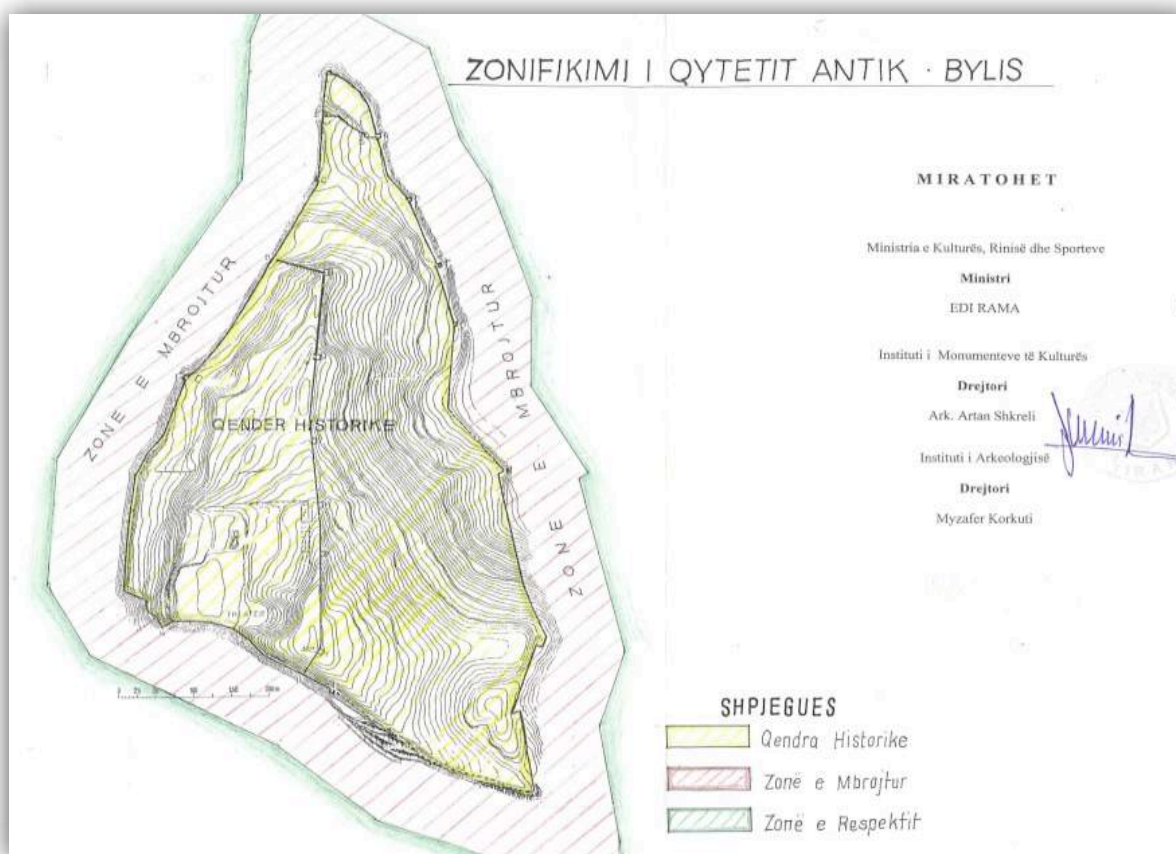 ZONIFIKIMI I QYTETIT ANTIK · BYLIS
MIRATOHET
Ministria e Kulturës, Rinisë dhe Sporteve
Ministri
EDI RAMA
Instituti i Monumenteve të Kulturës
Drejtori
Ark. Artan Shkreli
Instituti i Arkeologjisë
Drejtori
Myzafer Korkuti
ZONE E MBROJTUR
ZONE E MBROJTUR
QENDER HISTORIKE
SHPJEGUES
Qendra Historike
Zonë e Mbrojtur
Zonë e Respektit